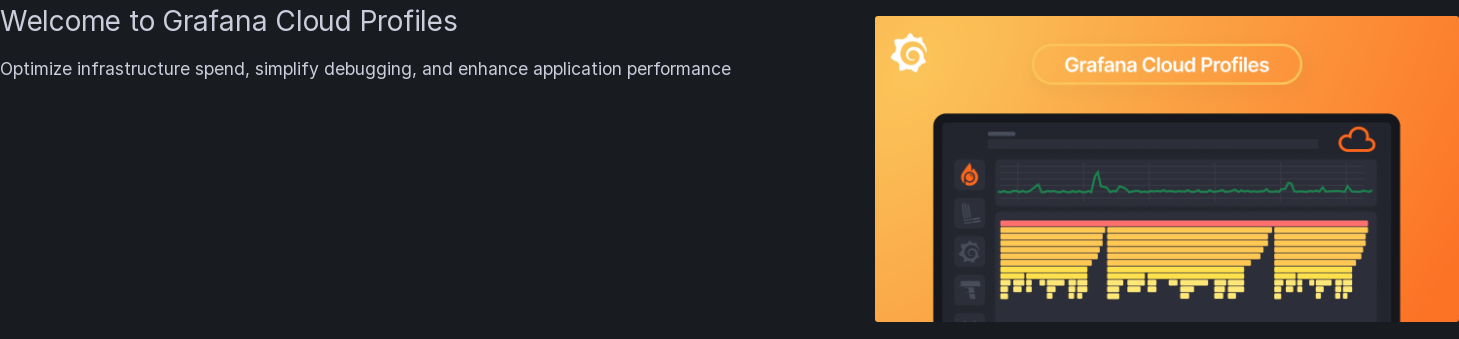 Welcome to Grafana Cloud Profiles
Optimize infrastructure spend, simplify debugging, and enhance application performance
Grafana Cloud Profiles